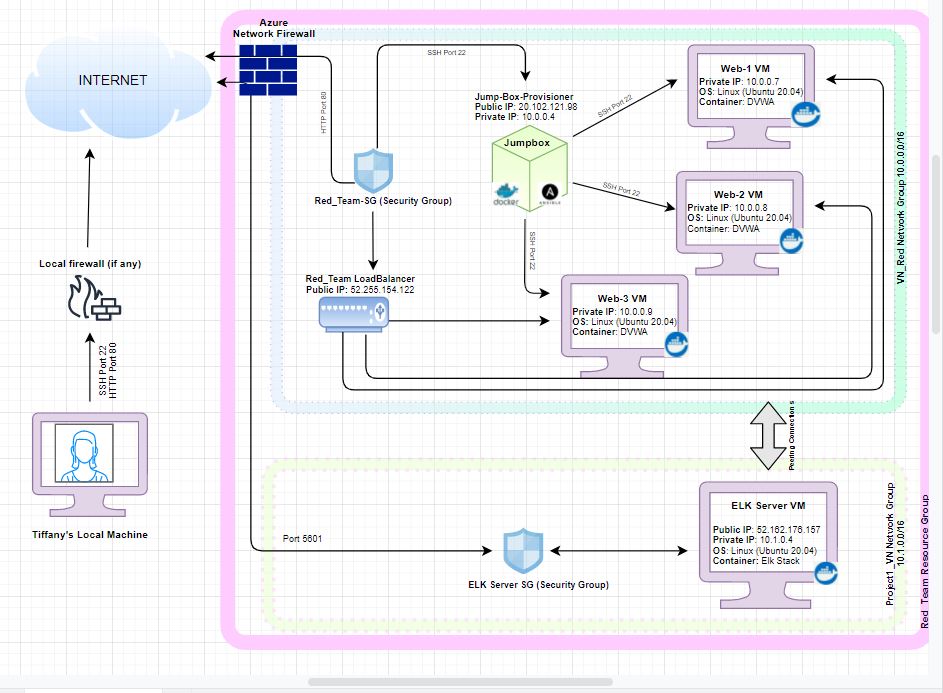 Azure
Network Firewall
INTERNET
SSH Port 22
HTTP Port 80
Jump-Box-Provisioner
Public IP: 20.102.121.98
Private IP: 10.0.0.4
Jumpbox
docker
ANSIBLE
SSH Port 22
SSH Port 22
SSH Port 22
Web-1 VM
Private IP: 10.0.0.7
OS: Linux (Ubuntu 20.04)
Container: DVWA
Web-2 VM
Private IP: 10.0.0.8
OS: Linux (Ubuntu 20.04)
Container: DVWA
Web-3 VM
Private IP: 10.0.0.9
OS: Linux (Ubuntu 20.04)
Container: DVWA
VN_Red Network Group 10.0.0.0/16
Red_Team-SG (Security Group)
Red_Team LoadBalancer
Public IP: 52.255.154.122
Local firewall (if any)
SSH Port 22
HTTP Port 80
Tiffany's Local Machine
Peering Connections
Port 5601
ELK Server SG (Security Group)
ELK Server VM
Public IP: 52.162.176.157
Private IP: 10.1.0.4
OS: Linux (Ubuntu 20.04)
Container: Elk Stack
Project1_VN Network Group
10.1.0.0/16
Red_Team Resource Group